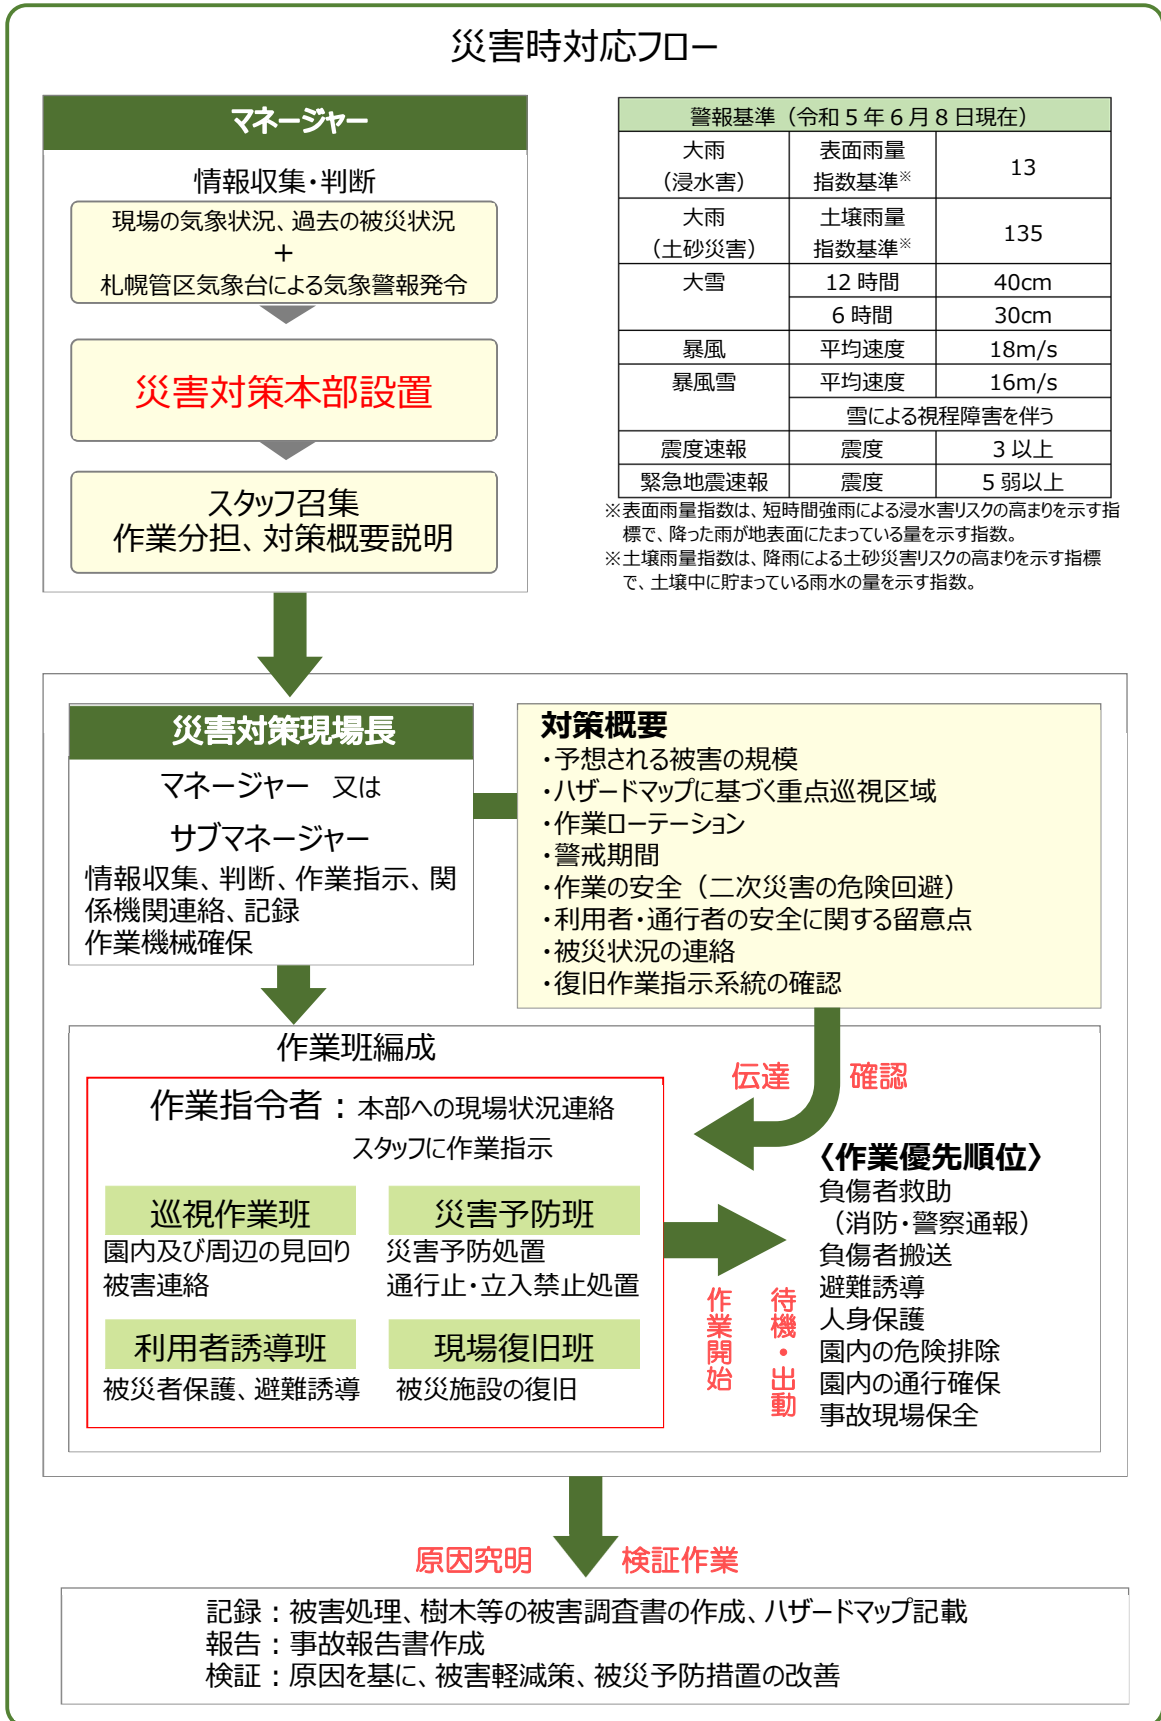 災害時対応フロー
マネージャー
情報収集・判断
現場の気象状況、過去の被災状況
+
札幌管区気象台による気象警報発令
災害対策本部設置
スタッフ召集
作業分担、対策概要説明
警報基準（令和5年6月8日現在）
大雨
（浸水害）
表面雨量
指数基準※
13
大雨
（土砂災害）
土壌雨量
指数基準※
135
大雪
12時間
40cm
6時間
30cm
暴風
平均速度
18m/s
暴風雪
平均速度
16m/s
雪による視程障害を伴う
震度速報
震度
3以上
緊急地震速報
震度
5弱以上
※表面雨量指数は、短時間強雨による浸水害リスクの高まりを示す指
標で、降った雨が地表面にたまっている量を示す指数。
※土壌雨量指数は、降雨による土砂災害リスクの高まりを示す指標
で、土壌中に貯まっている雨水の量を示す指数。
災害対策現場長
マネージャー 又は
サブマネージャー
情報収集、判断、作業指示、関
係機関連絡、記録
作業機械確保
対策概要
・予想される被害の規模
・ハザードマップに基づく重点巡視区域
・作業ローテーション
・警戒期間
・作業の安全（二次災害の危険回避）
・利用者・通行者の安全に関する留意点
・被災状況の連絡
・復旧作業指示系統の確認
作業班編成
伝達 確認
作業指令者：本部への現場状況連絡
スタッフに作業指示
巡視作業班
園内及び周辺の見回り
被害連絡
災害予防班
災害予防処置
通行止・立入禁止処置
利用者誘導班
被災者保護、避難誘導
現場復旧班
被災施設の復旧
作業開始
待機・出動
〈作業優先順位〉
負傷者救助
（消防・警察通報）
負傷者搬送
避難誘導
人身保護
園内の危険排除
園内の通行確保
事故現場保全
原因究明 検証作業
記録：被害処理、樹木等の被害調査書の作成、ハザードマップ記載
報告：事故報告書作成
検証：原因を基に、被害軽減策、被災予防措置の改善